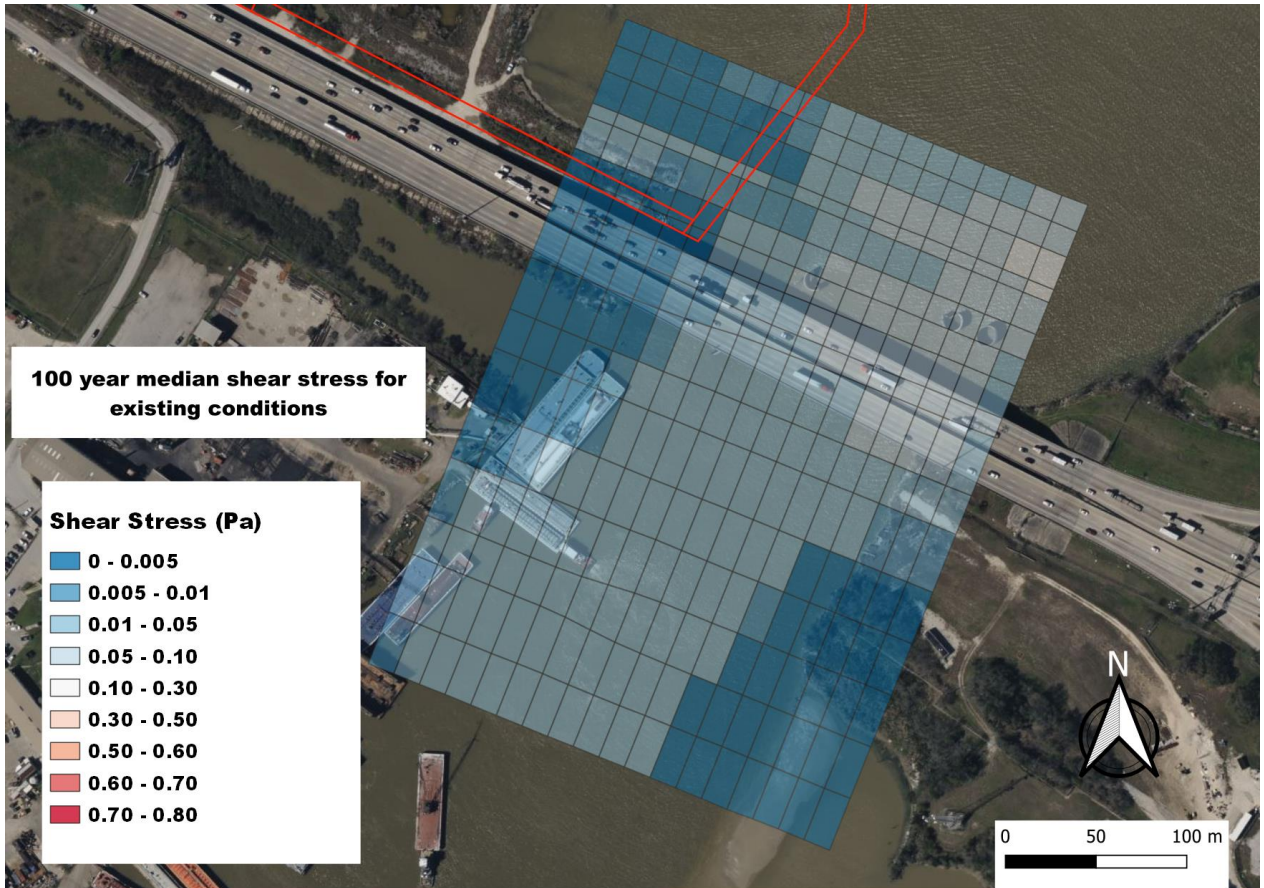 100 year median shear stress for
existing conditions
Shear Stress (Pa)
0 - 0.005
0.005 - 0.01
0.01 - 0.05
0.05 - 0.10
0.10 - 0.30
0.30 - 0.50
0.50 - 0.60
0.60 - 0.70
0.70 - 0.80
N
0 50 100 m